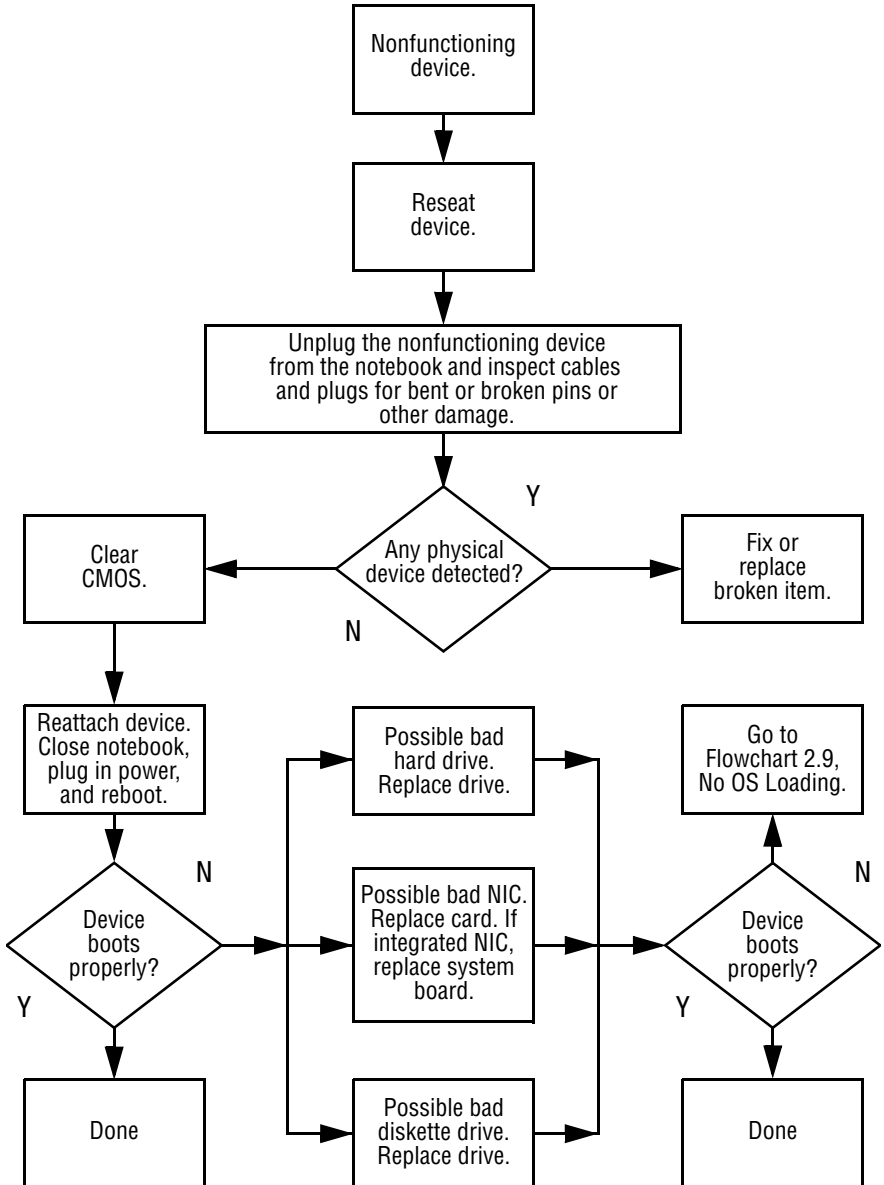 Nonfunctioning
device.
Reseat
device.
Unplug the nonfunctioning device
from the notebook and inspect cables
and plugs for bent or broken pins or
other damage.
Y
Any physical
device detected?
N
Clear
CMOS.
Fix or
replace
broken item.
Reattach device.
Close notebook,
plug in power,
and reboot.
Device
boots
properly?
N
Y
Done
Possible bad
hard drive.
Replace drive.
Possible bad NIC.
Replace card. If
integrated NIC,
replace system
board.
Possible bad
diskette drive.
Replace drive.
Go to
Flowchart 2.9,
No OS Loading.
N
Device
boots
properly?
Y
Done